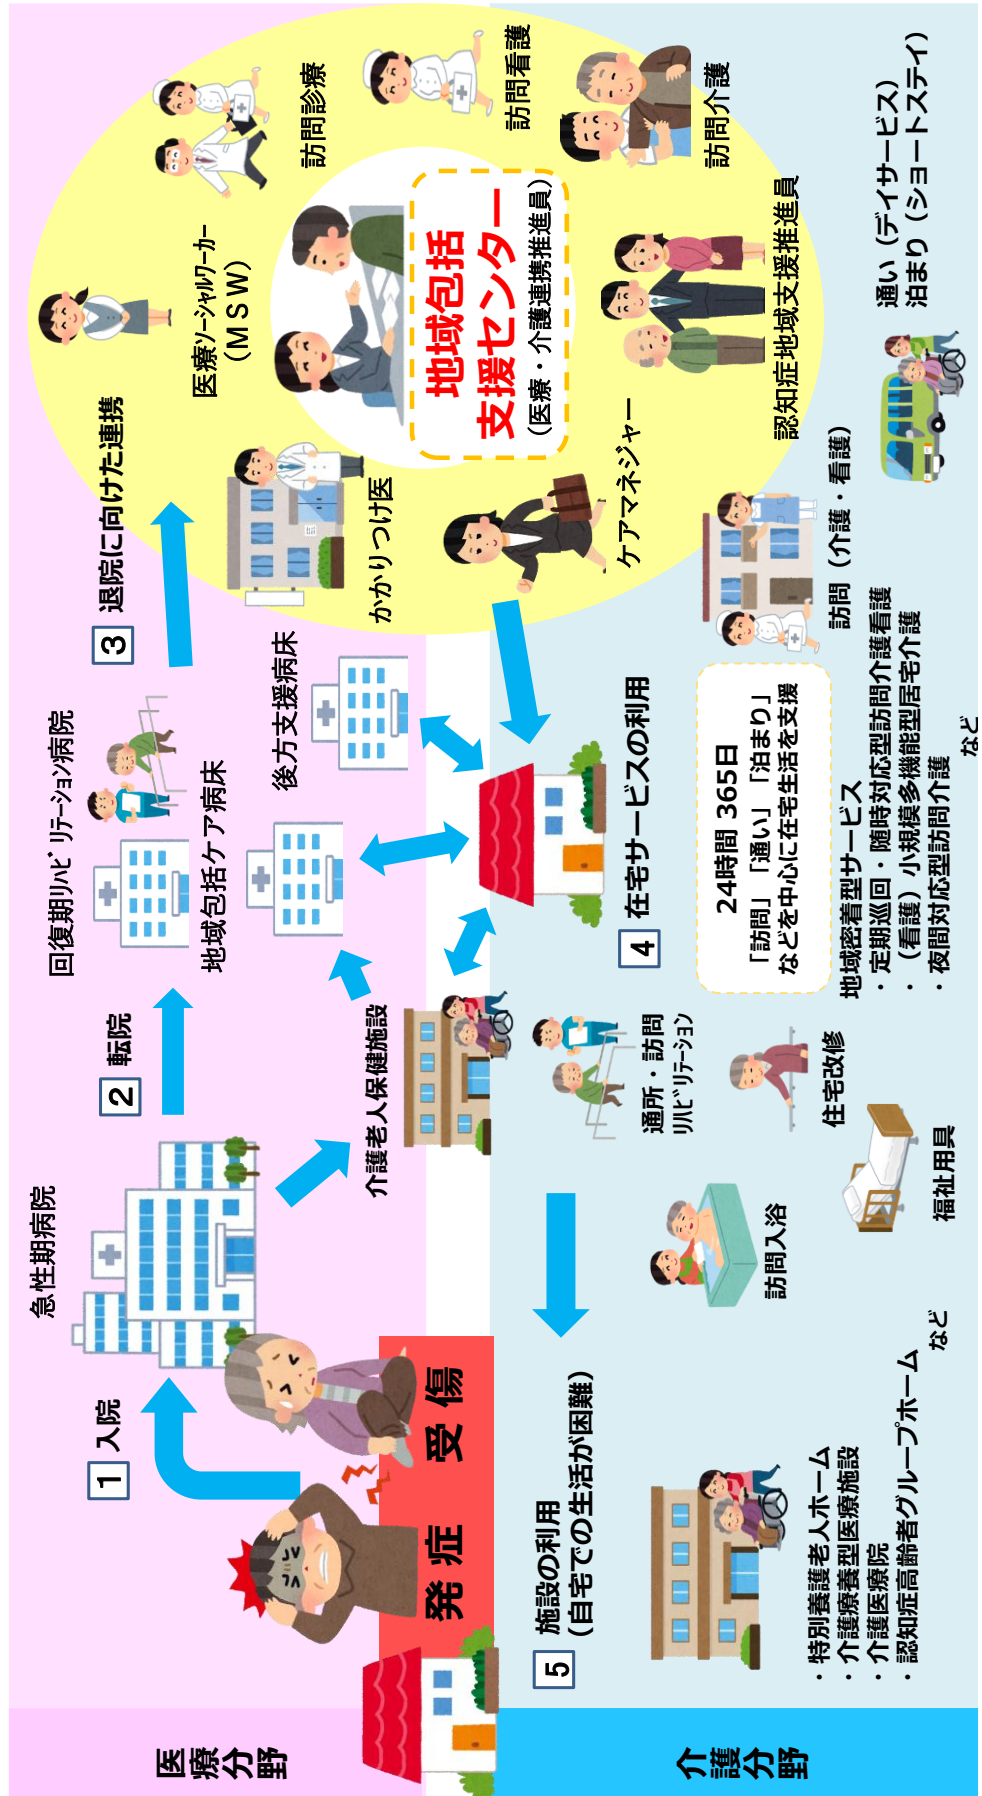 医療分野
介護分野
発症
受傷
1 入院
急性期病院
2 転院
回復期ﾘﾊﾋﾞﾘﾃｰｼｮﾝ病院
地域包括ケア病床
介護老人保健施設
後方支援病床
3 退院に向けた連携
医療ｿｰｼｬﾙﾜｰｶｰ
（ＭＳＷ）
訪問診療
訪問看護
訪問介護
かかりつけ医
地域包括
支援センター
（医療・介護連携推進員）
ケアマネジャー
認知症地域支援推進員
4 在宅サービスの利用
24時間 365日
「訪問」「通い」「泊まり」
などを中心に在宅生活を支援
訪問（介護・看護）
通い（デイサービス）
泊まり（ショートステイ）
地域密着型サービス
・定期巡回・随時対応型訪問介護看護
・（看護）小規模多機能型居宅介護
・夜間対応型訪問介護
など
通所・訪問
ﾘﾊﾋﾞﾘﾃｰｼｮﾝ
住宅改修
訪問入浴
福祉用具
5 施設の利用
（自宅での生活が困難）
・特別養護老人ホーム
・介護療養型医療施設
・介護医療院
・認知症高齢者グループホーム
など